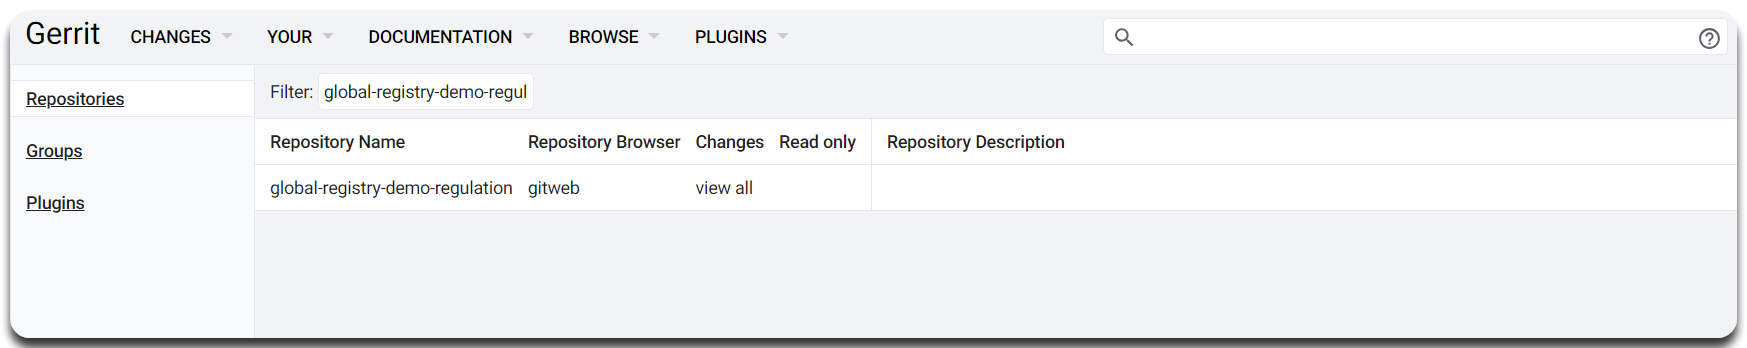 Gerrit CHANGES YOUR DOCUMENTATION BROWSE PLUGINS
Repositories
Groups
Plugins
Filter: global-registry-demo-regul
Repository Name Repository Browser Changes Read only Repository Description
global-registry-demo-regulation gitweb view all